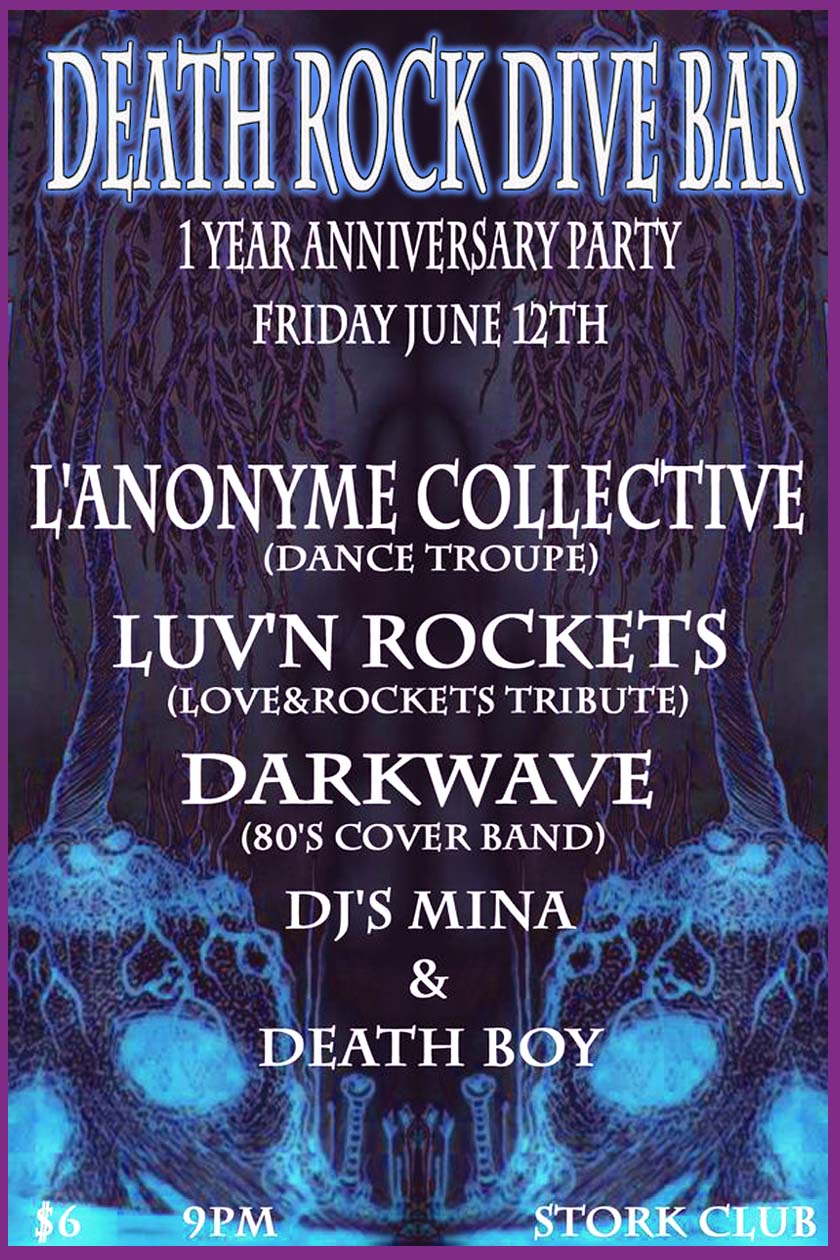 DEATH ROCK DIVE BAR
1 YEAR ANNIVERSARY PARTY
FRIDAY JUNE 12TH
L'ANONYME COLLECTIVE
(DANCE TROUPE)
LUV'N ROCKETS
(LOVE&ROCKETS TRIBUTE)
DARKWAVE
(80'S COVER BAND)
DJ'S MINA
&
DEATH BOY
$6 9PM STORK CLUB